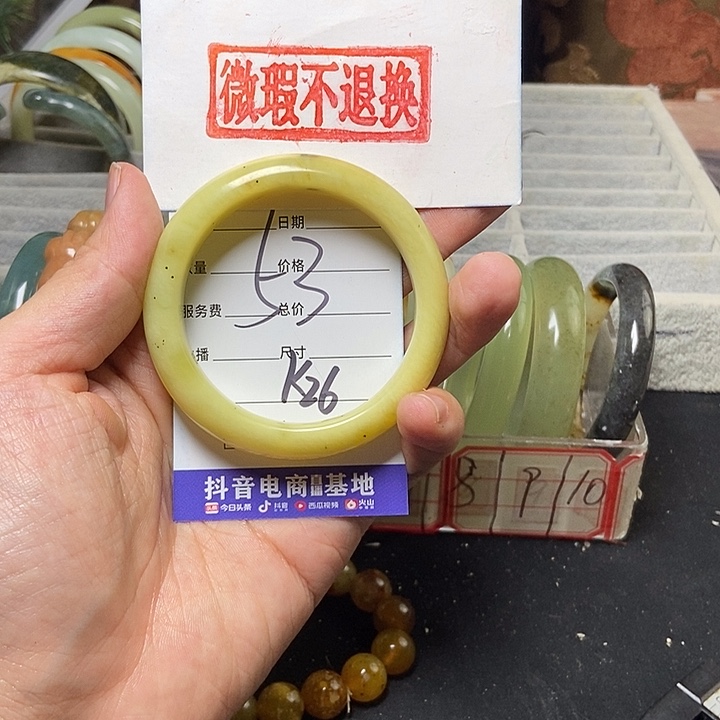 微瑕不退换
日期
量 价格
53
服务费 总价
播 尺寸
K26
抖音电商 基地
今日头条 抖音 西瓜视频 火山
8 9 10